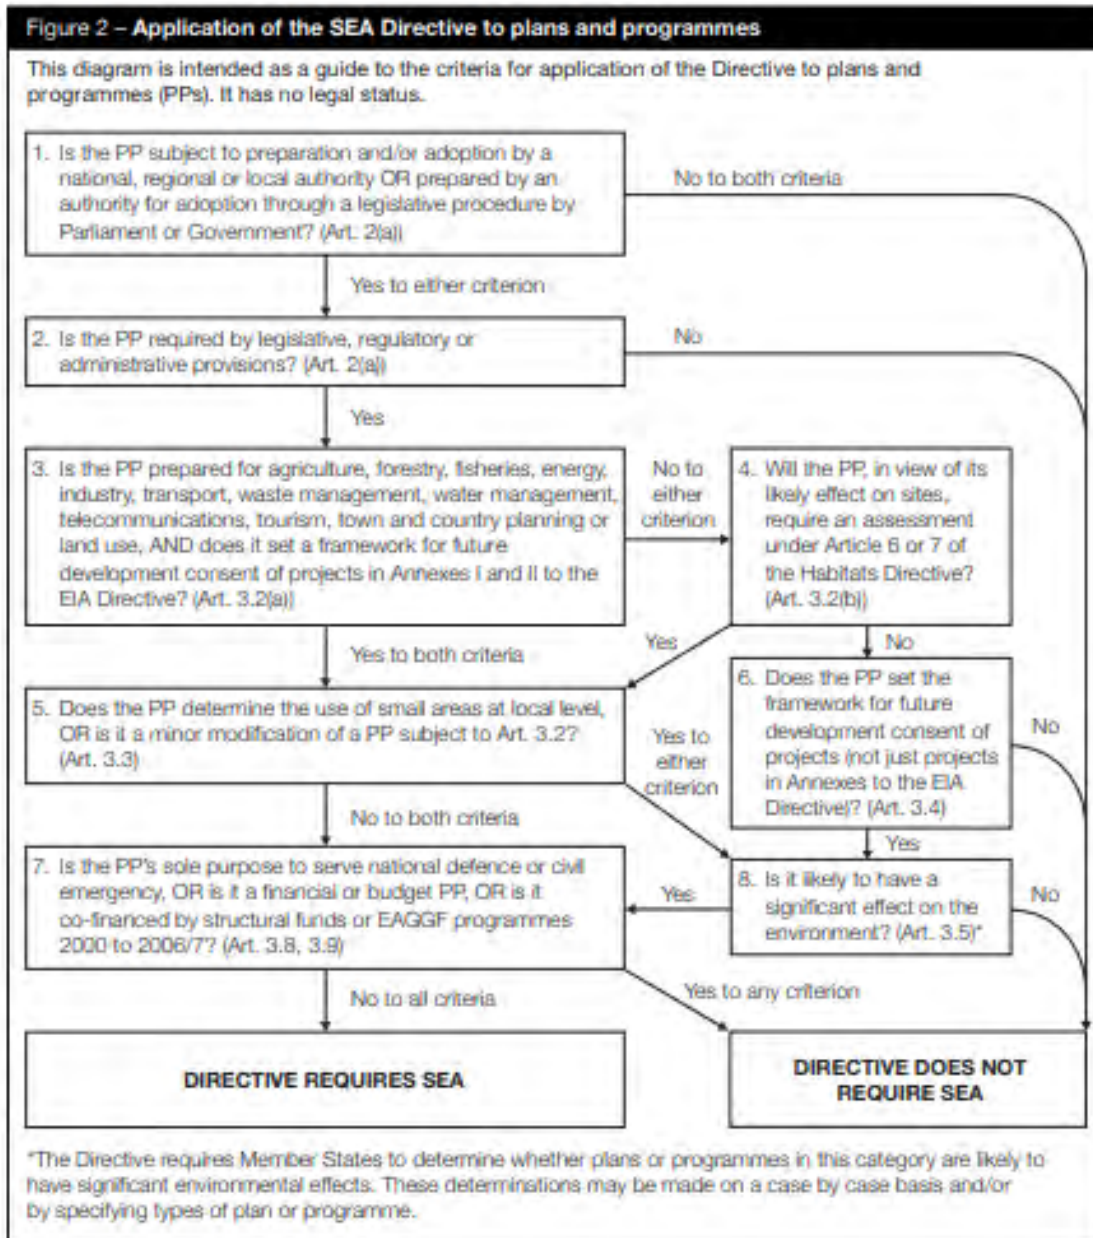 Figure 2 – Application of the SEA Directive to plans and programmes
This diagram is intended as a guide to the criteria for application of the Directive to plans and
programmes (PPs). It has no legal status.
1. Is the PP subject to preparation and/or adoption by a
national, regional or local authority OR prepared by an
authority for adoption through a legislative procedure by
Parliament or Government? (Art. 2(a))
No to both criteria
Yes to either criterion
2. Is the PP required by legislative, regulatory or
administrative provisions? (Art. 2(a))
No
Yes
3. Is the PP prepared for agriculture, forestry, fisheries, energy,
industry, transport, waste management, water management,
telecommunications, tourism, town and country planning or
land use, AND does it set a framework for future
development consent of projects in Annexes I and II to the
EIA Directive? (Art. 3.2(a))
No to
either
criterion
4. Will the PP, in view of its
likely effect on sites,
require an assessment
under Article 6 or 7 of
the Habitats Directive?
(Art. 3.2(b))
Yes to both criteria
Yes
No
5. Does the PP determine the use of small areas at local level,
OR is it a minor modification of a PP subject to Art. 3.2?
(Art. 3.3)
Yes to
either
criterion
6. Does the PP set the
framework for future
development consent of
projects (not just projects
in Annexes to the EIA
Directive)? (Art. 3.4)
No
No to both criteria
Yes
7. Is the PP's sole purpose to serve national defence or civil
emergency, OR is it a financial or budget PP, OR is it
co-financed by structural funds or EAGGF programmes
2000 to 2006/7? (Art. 3.8, 3.9)
Yes
8. Is it likely to have a
significant effect on the
environment? (Art. 3.5)*
No
No to all criteria
Yes to any criterion
DIRECTIVE REQUIRES SEA
DIRECTIVE DOES NOT
REQUIRE SEA
*The Directive requires Member States to determine whether plans or programmes in this category are likely to
have significant environmental effects. These determinations may be made on a case by case basis and/or
by specifying types of plan or programme.